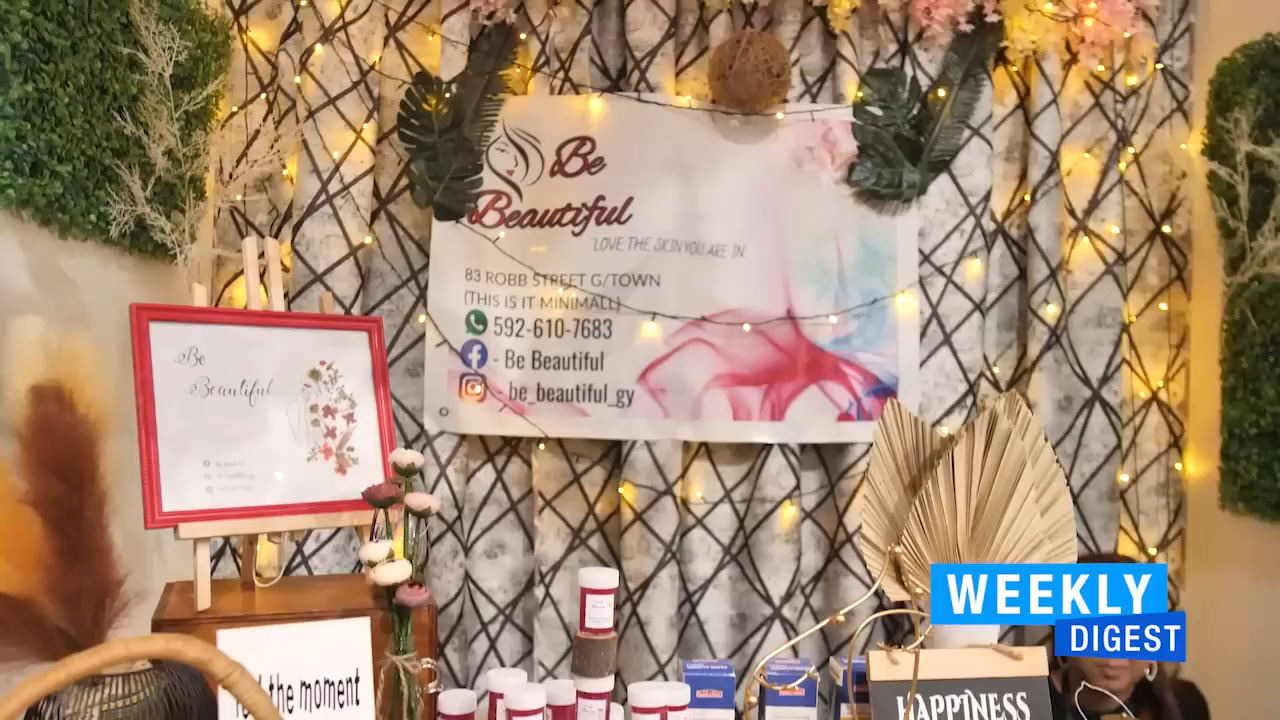 Be
Beautiful
"LOVE THE SKIN YOU ARE IN
83 ROBB STREET G/TOWN
(THIS IS IT MINIMALL)
592-610-7683
- Be Beautiful
- be_beautiful_gy
Be
Beautiful
the moment
WEEKLY
DIGEST
HAPPINESS